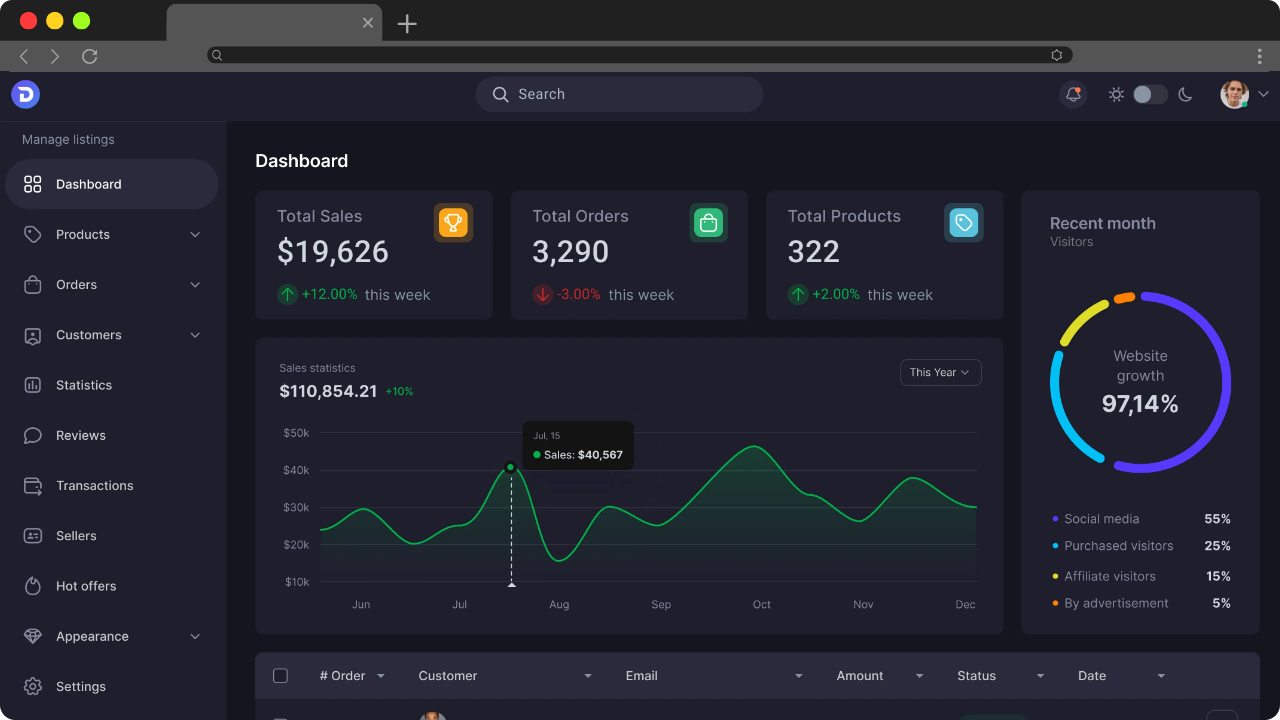 D
Search
Manage listings
Dashboard
Products
Orders
Customers
Statistics
Reviews
Transactions
Sellers
Hot offers
Appearance
Settings
Dashboard
Total Sales
$19,626
+12.00% this week
Total Orders
3,290
-3.00% this week
Total Products
322
+2.00% this week
Recent month
Visitors
Website
growth
97,14%
Social media 55%
Purchased visitors 25%
Affiliate visitors 15%
By advertisement 5%
Sales statistics
$110,854.21 +10%
This Year
Jul, 15
Sales: $40,567
$50k
$40k
$30k
$20k
$10k
Jun Jul Aug Sep Oct Nov Dec
# Order Customer Email Amount Status Date